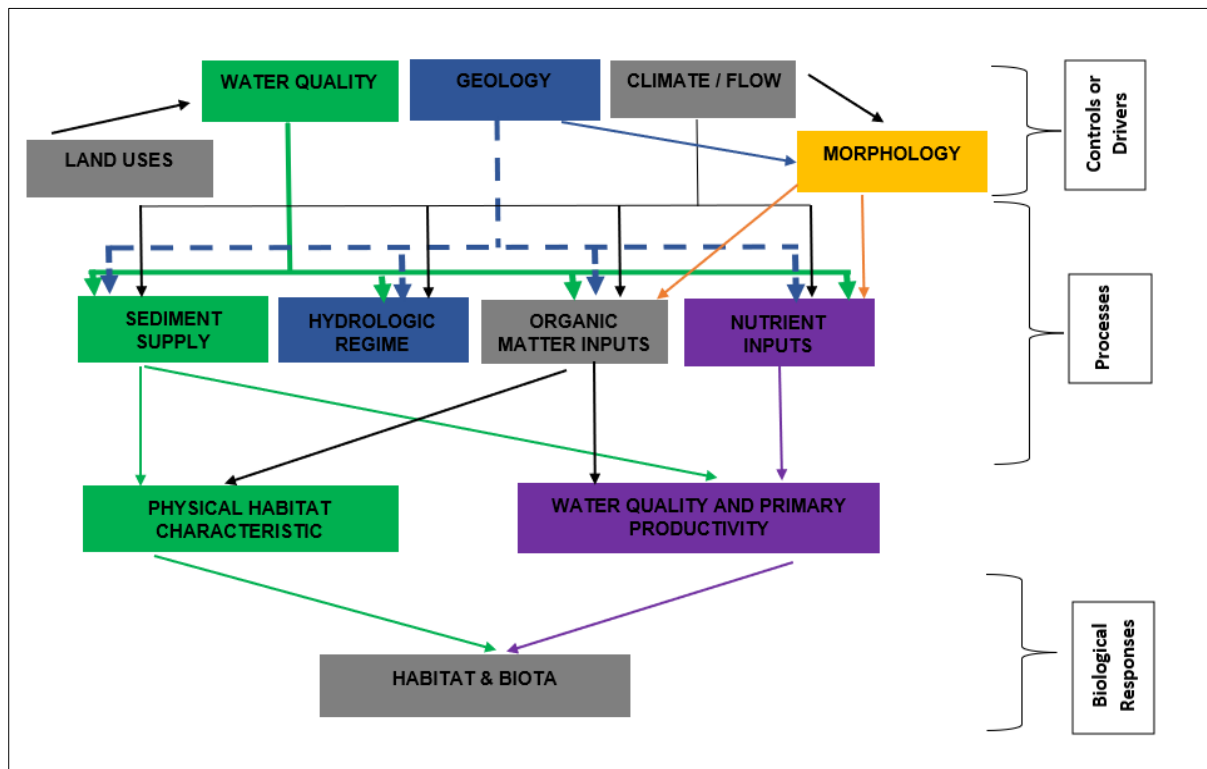 WATER QUALITY
GEOLOGY
CLIMATE / FLOW
LAND USES
MORPHOLOGY
Controls or
Drivers
SEDIMENT
SUPPLY
HYDROLOGIC
REGIME
ORGANIC
MATTER INPUTS
NUTRIENT
INPUTS
Processes
PHYSICAL HABITAT
CHARACTERISTIC
WATER QUALITY AND PRIMARY
PRODUCTIVITY
HABITAT & BIOTA
Biological
Responses